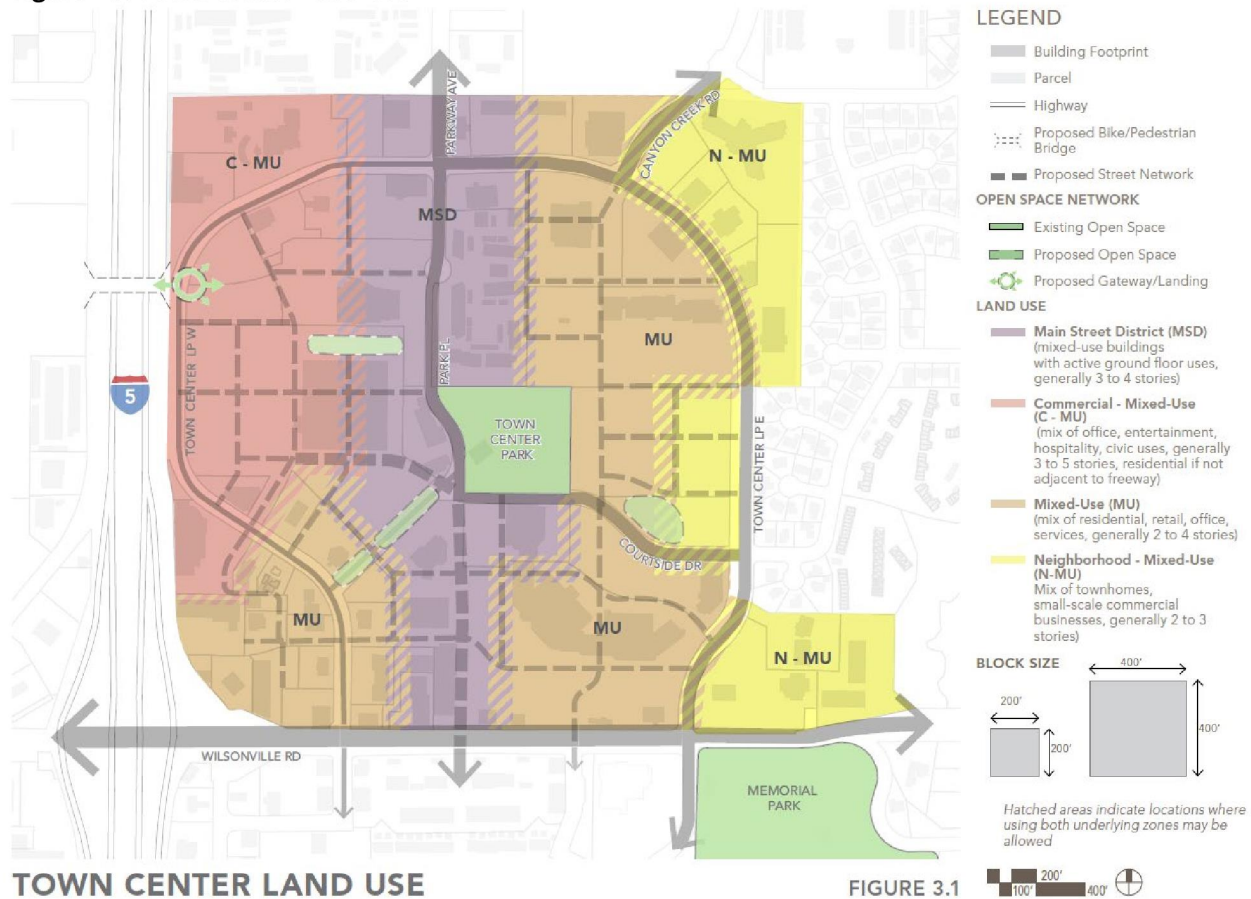 PARKWAY AVE
CANYON CREEK RD
C - MU
N - MU
MSD
TOWN CENTER LP W
PARK PL
MU
5
TOWN
CENTER
PARK
TOWN CENTER LP E
COURTSIDE DR
MU
MU
N - MU
WILSONVILLE RD
MEMORIAL
PARK
TOWN CENTER LAND USE
FIGURE 3.1
LEGEND
Building Footprint
Parcel
Highway
Proposed Bike/Pedestrian
Bridge
Proposed Street Network
OPEN SPACE NETWORK
Existing Open Space
Proposed Open Space
Proposed Gateway/Landing
LAND USE
Main Street District (MSD)
(mixed-use buildings
with active ground floor uses,
generally 3 to 4 stories)
Commercial - Mixed-Use
(C - MU)
(mix of office, entertainment,
hospitality, civic uses, generally
3 to 5 stories, residential if not
adjacent to freeway)
Mixed-Use (MU)
(mix of residential, retail, office,
services, generally 2 to 4 stories)
Neighborhood - Mixed-Use
(N-MU)
Mix of townhomes,
small-scale commercial
businesses, generally 2 to 3
stories)
BLOCK SIZE
400'
200'
400'
200'
Hatched areas indicate locations where
using both underlying zones may be
allowed
200'
100'
400'